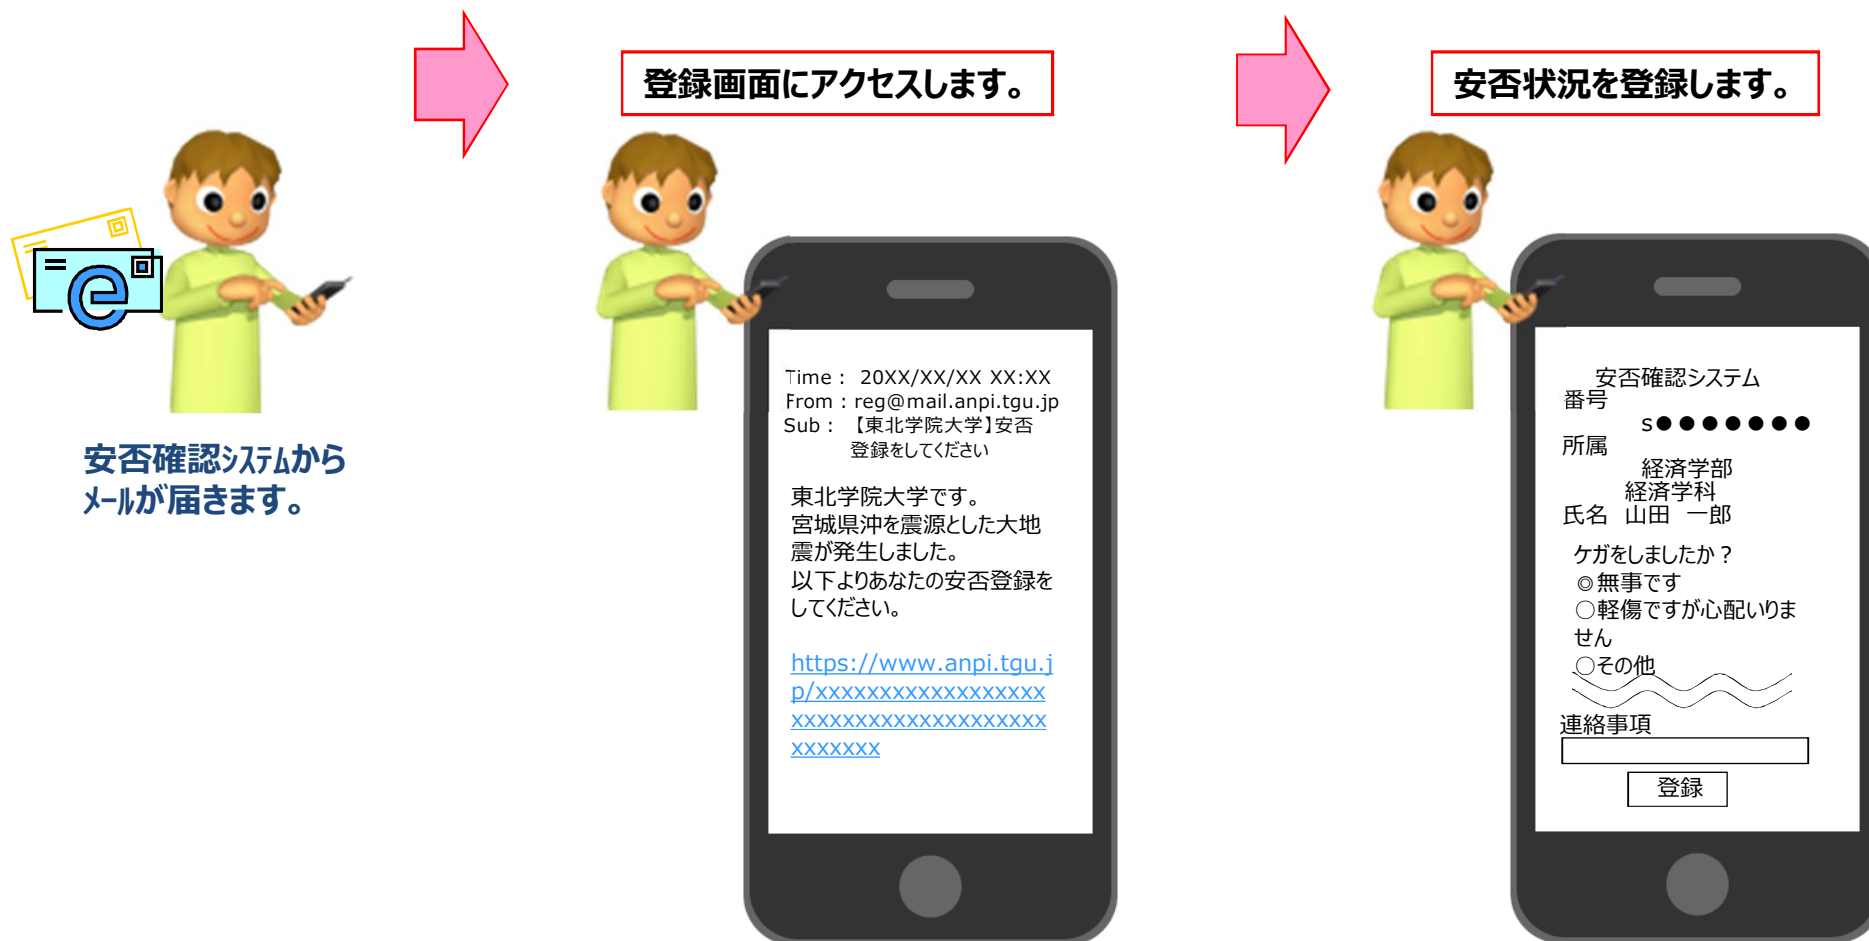 安否確認ｼｽﾃﾑから
ﾒｰﾙが届きます。
登録画面にアクセスします。
Time： 20XX/XX/XX XX:XX
From：reg@mail.anpi.tgu.jp
Sub： 【東北学院大学】安否
登録をしてください
東北学院大学です。
宮城県沖を震源とした大地
震が発生しました。
以下よりあなたの安否登録を
してください。
https://www.anpi.tgu.j
p/xxxxxxxxxxxxxxxxxx
xxxxxxxxxxxxxxxxxxxx
xxxxxxx
安否状況を登録します。
安否確認システム
番号
s●●●●●●●
所属
経済学部
経済学科
氏名 山田 一郎
ケガをしましたか？
◎無事です
○軽傷ですが心配いりま
せん
○その他
連絡事項
登録